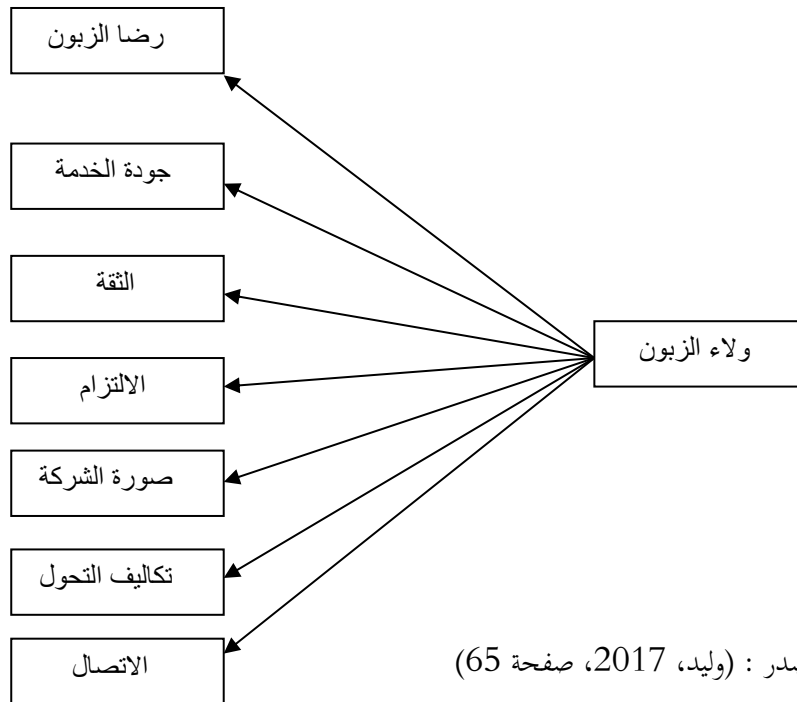 رضا الزبون
جودة الخدمة
الثقة
ولاء الزبون
الالتزام
صورة الشركة
تكاليف التحول
الاتصال
: (وليد، 2017، صفحة 65)